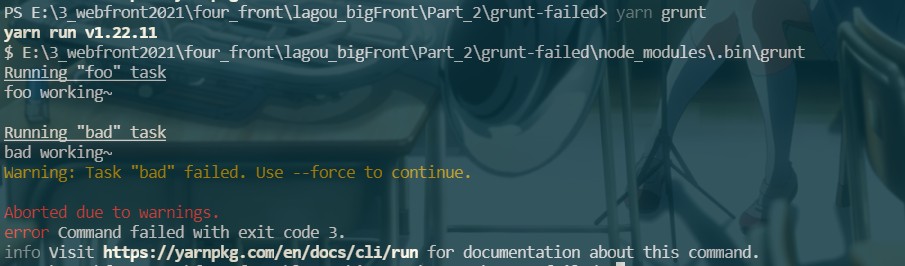 PS E:\3_webfront2021\four_front\lagou_bigFront\Part_2\grunt-failed> yarn grunt
yarn run v1.22.11
$ E:\3_webfront2021\four_front\lagou_bigFront\Part_2\grunt-failed\node_modules\.bin\grunt
Running "foo" task
foo working~
Running "bad" task
bad working~
Warning: Task "bad" failed. Use --force to continue.
Aborted due to warnings.
error Command failed with exit code 3.
info Visit https://yarnpkg.com/en/docs/cli/run for documentation about this command.